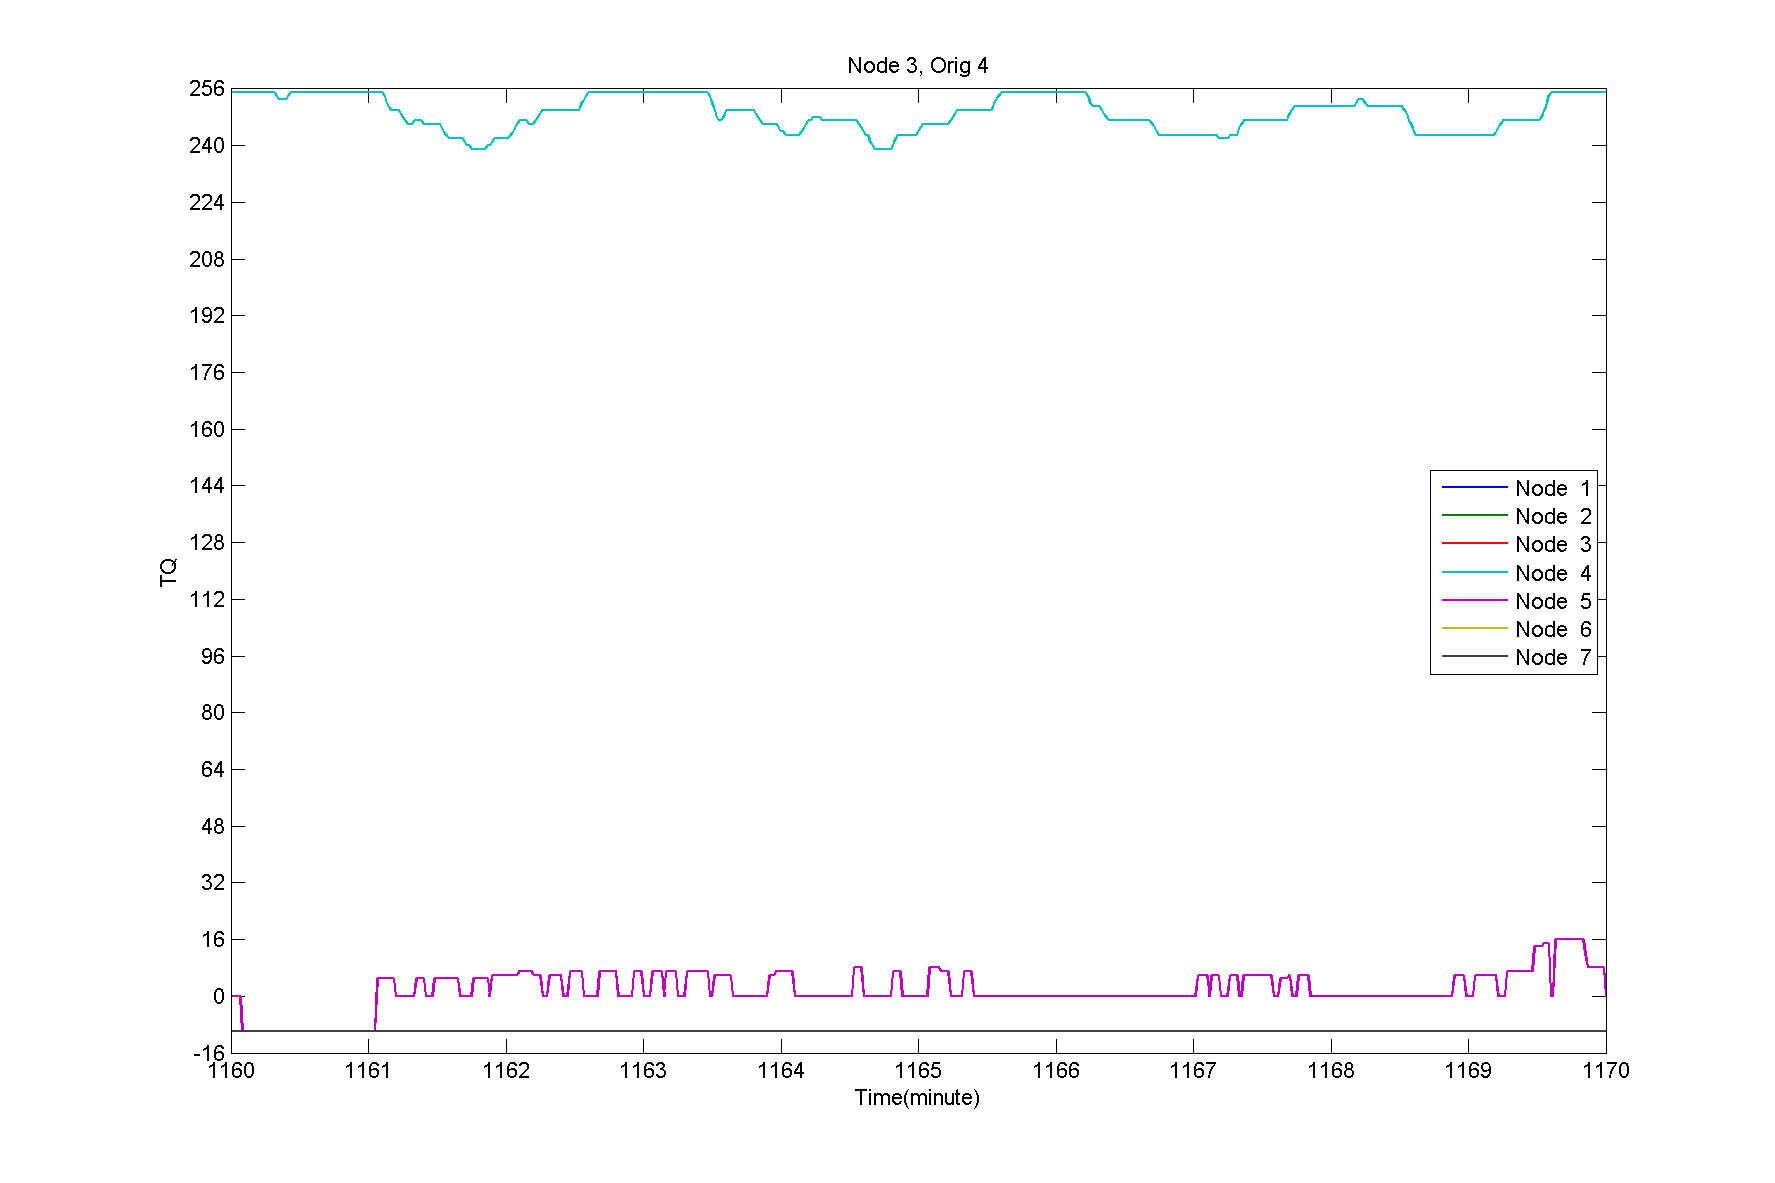 Node 3, Orig 4
256
240
224
208
192
176
160
144
128
112
96
80
64
48
32
16
0
-16
TQ
Node 1
Node 2
Node 3
Node 4
Node 5
Node 6
Node 7
1160 1161 1162 1163 1164 1165 1166 1167 1168 1169 1170
Time(minute)